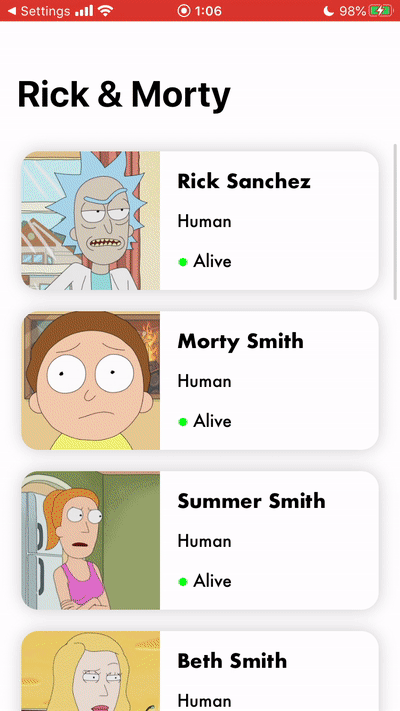 Settings 1:06 98%
Rick & Morty
Rick Sanchez
Human
Alive
Morty Smith
Human
Alive
Summer Smith
Human
Alive
Beth Smith
Human